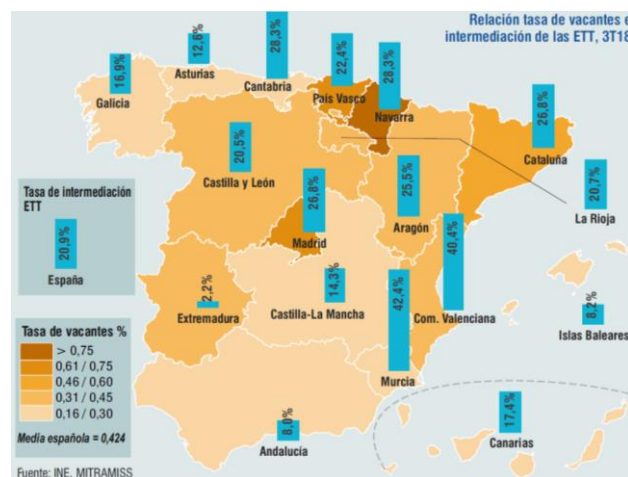 Relación tasa de vacantes e
intermediación de las ETT, 3T18
16,9%
Galicia
12,6%
Asturias
28,3%
Cantabria
22,4%
País Vasco
28,3%
Navarra
26,8%
Cataluña
20,7%
La Rioja
20,5%
Castilla y León
25,5%
Aragón
26,8%
Madrid
40,4%
Com. Valenciana
14,3%
Castilla-La Mancha
2,2%
Extremadura
42,4%
Murcia
8,2%
Islas Baleares
8,0%
Andalucía
17,4%
Canarias
Tasa de intermediación
ETT
20,9%
España
Tasa de vacantes %
> 0,75
0,61 / 0,75
0,46 / 0,60
0,31 / 0,45
0,16 / 0,30
Media española = 0,424
Fuente: INE, MITRAMISS